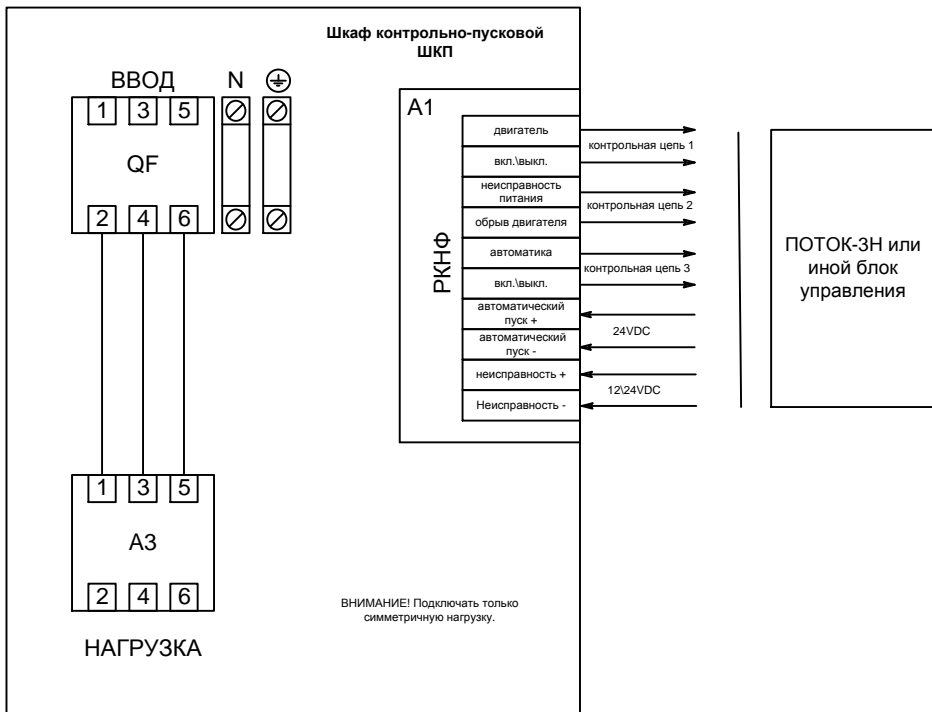 Шкаф контрольно-пусковой
ШКП
ВВОД
N
1 3 5
QF
2 4 6
А1
РКНФ
двигатель
вкл.\выкл.
неисправность
питания
обрыв двигателя
автоматика
вкл.\выкл.
автоматический
пуск +
автоматический
пуск -
неисправность +
Неисправность -
контрольная цепь 1
контрольная цепь 2
контрольная цепь 3
24VDC
12\24VDC
ПОТОК-3Н или
иной блок
управления
1 3 5
А3
2 4 6
НАГРУЗКА
ВНИМАНИЕ! Подключать только
симметричную нагрузку.